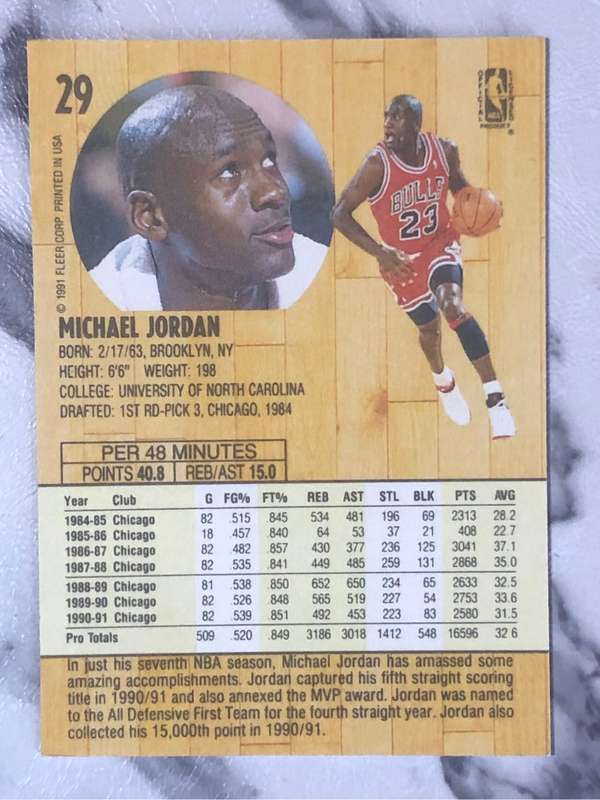 29
OFFICIAL LICENSED
NBA
PRODUCT ®
© 1991 FLEER CORP. PRINTED IN USA
BULLS
23
MICHAEL JORDAN
BORN: 2/17/63, BROOKLYN, NY
HEIGHT: 6'6" WEIGHT: 198
COLLEGE: UNIVERSITY OF NORTH CAROLINA
DRAFTED: 1ST RD-PICK 3, CHICAGO, 1984
PER 48 MINUTES
POINTS 40.8 REB/AST 15.0
Year Club G FG% FT% REB AST STL BLK PTS AVG
1984-85 Chicago 82 .515 .845 534 481 196 69 2313 28.2
1985-86 Chicago 18 .457 .840 64 53 37 21 408 22.7
1986-87 Chicago 82 .482 .857 430 377 236 125 3041 37.1
1987-88 Chicago 82 .535 .841 449 485 259 131 2868 35.0
1988-89 Chicago 81 .538 .850 652 650 234 65 2633 32.5
1989-90 Chicago 82 .526 .848 565 519 227 54 2753 33.6
1990-91 Chicago 82 .539 .851 492 453 223 83 2580 31.5
Pro Totals 509 .520 .849 3186 3018 1412 548 16596 32.6
In just his seventh NBA season, Michael Jordan has amassed some
amazing accomplishments. Jordan captured his fifth straight scoring
title in 1990/91 and also annexed the MVP award. Jordan was named
to the All Defensive First Team for the fourth straight year. Jordan also
collected his 15,000th point in 1990/91.